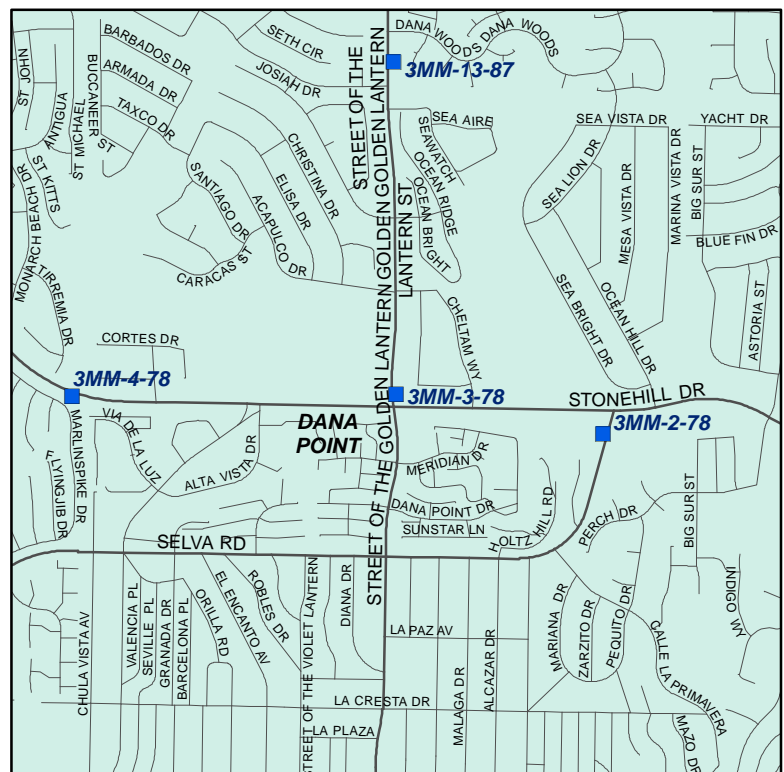 DANA WOODS
DANA WOODS
SETH CIR
BARBADOS DR
3MM-13-87
JOSIAH DR
ST JOHN
BUCCANEER ST
ARMADA DR
STREET OF THE GOLDEN LANTERN
SEA AIRE
SEA VISTA DR
YACHT DR
ANTIGUA
ST MICHAEL
TAXCO DR
CHRISTINA DR
SEAWATCH
OCEAN RIDGE
OCEAN BRIGHT
SEA LION DR
MESA VISTA DR
MARINA VISTA DR
BIG SUR ST
ST KITTS
SANTIAGO DR
ELISA DR
ACAPULCO DR
GOLDEN LANTERN ST
BLUE FIN DR
MONARCH BEACH DR
CARACAS ST
TIRREMIA DR
CHELTAM WY
SEA BRIGHT DR
OCEAN HILL DR
ASTORIA ST
CORTES DR
3MM-4-78
3MM-3-78
STONEHILL DR
3MM-2-78
DANA
POINT
VIA DE LA LUZ
MARLINSPIKE DR
FLYING JIB DR
ALTA VISTA DR
MERIDIAN DR
STREET OF THE GOLDEN LANTERN
DANA POINT DR
SUNSTAR LN
HOLTZ HILL RD
PERCH DR
BIG SUR ST
SELVA RD
INDIGO WY
CHULA VISTA AV
VALENCIA PL
SEVILLE PL
GRANADA DR
BARCELONA PL
ORILLA RD
EL ENCANTO AV
ROBLES DR
STREET OF THE VIOLET LANTERN
DIANA DR
LA PAZ AV
MALAGA DR
ALCAZAR DR
MARIANA DR
ZARZITO DR
PEQUITO DR
CALLE LA PRIMAVERA
LA CRESTA DR
LA PLAZA
MAZO DR